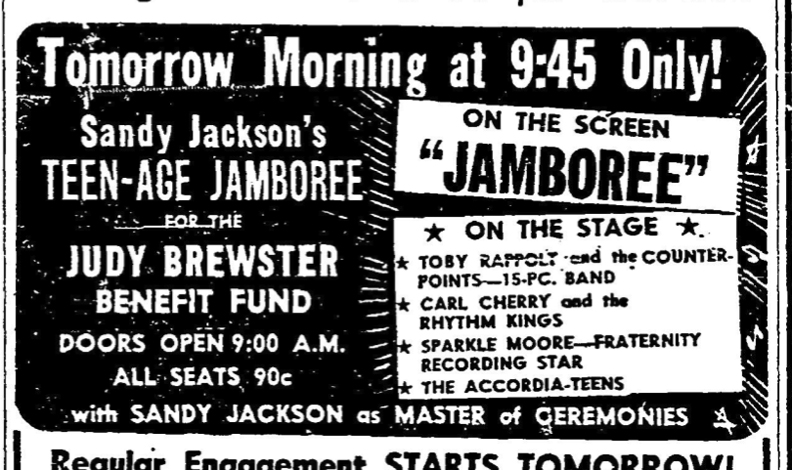 Tomorrow Morning at 9:45 Only!
Sandy Jackson's
TEEN-AGE JAMBOREE
FOR THE
JUDY BREWSTER
BENEFIT FUND
DOORS OPEN 9:00 A.M.
ALL SEATS 90c
ON THE SCREEN
"JAMBOREE"
★ ON THE STAGE ★
★ TOBY RAPPOLT and the COUNTER-
POINTS—15-PC. BAND
★ CARL CHERRY and the
RHYTHM KINGS
★ SPARKLE MOORE—FRATERNITY
RECORDING STAR
★ THE ACCORDIA-TEENS
with SANDY JACKSON as MASTER of CEREMONIES
Regular Engagement STARTS TOMORROW!